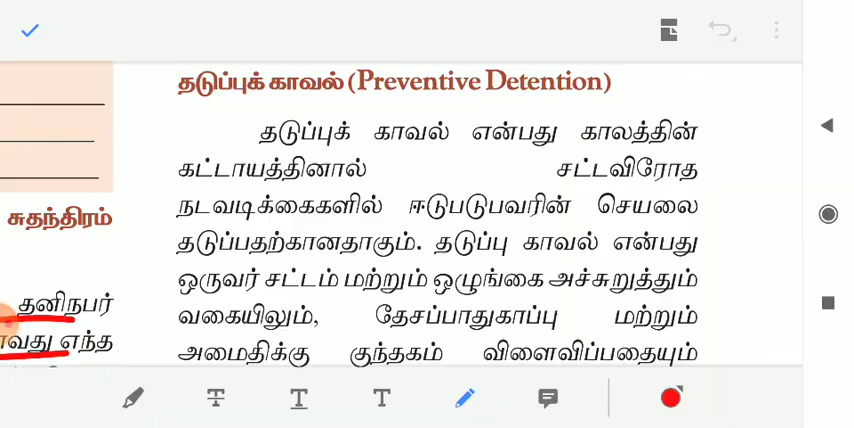 சுதந்திரம்
தனிநபர்
எந்த
தடுப்புக் காவல் (Preventive Detention)
தடுப்புக் காவல் என்பது காலத்தின்
கட்டாயத்தினால் சட்டவிரோத
நடவடிக்கைகளில் ஈடுபடுபவரின் செயலை
தடுப்பதற்கானதாகும். தடுப்பு காவல் என்பது
ஒருவர் சட்டம் மற்றும் ஒழுங்கை அச்சுறுத்தும்
வகையிலும், தேசப்பாதுகாப்பு மற்றும்
அமைதிக்கு குந்தகம் விளைவிப்பதையும்
T
T
T